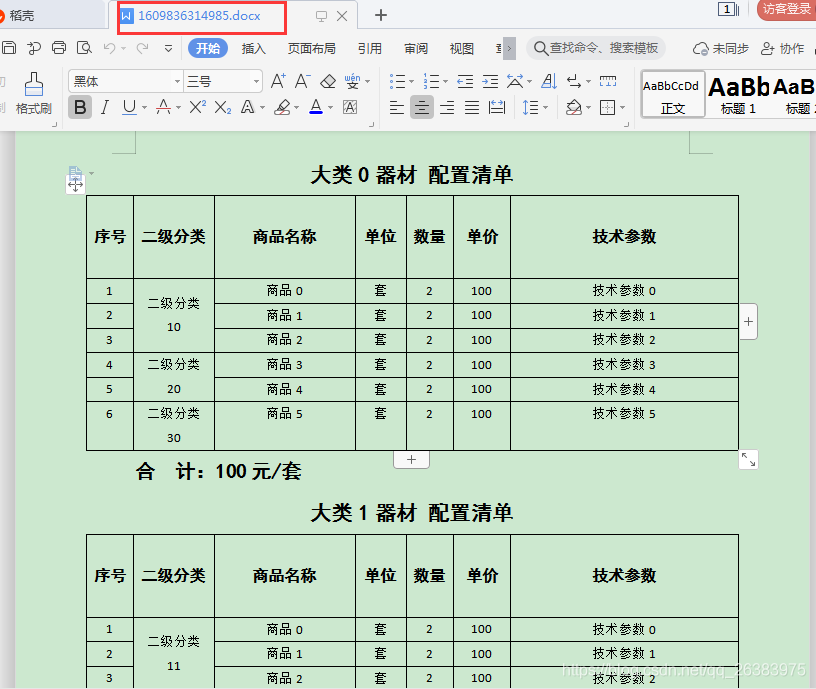 稻壳 1609836314985.docx 1 访客登录
开始 插入 页面布局 引用 审阅 视图 查找命令、搜索模板 未同步 协作
格式刷 黑体 三号 AaBbCcDd AaBb AaB
B I U A X² X₂ A A A 正文 标题 1 标题 2
大类 0 器材 配置清单
序号 二级分类 商品名称 单位 数量 单价 技术参数
1 二级分类 10 商品 0 套 2 100 技术参数 0
2 商品 1 套 2 100 技术参数 1
3 商品 2 套 2 100 技术参数 2
4 二级分类 20 商品 3 套 2 100 技术参数 3
5 商品 4 套 2 100 技术参数 4
6 二级分类 30 商品 5 套 2 100 技术参数 5
合 计：100 元/套
大类 1 器材 配置清单
序号 二级分类 商品名称 单位 数量 单价 技术参数
1 二级分类 11 商品 0 套 2 100 技术参数 0
2 商品 1 套 2 100 技术参数 1
3 商品 2 套 2 100 技术参数 2
https://blog.csdn.net/qq_26383975